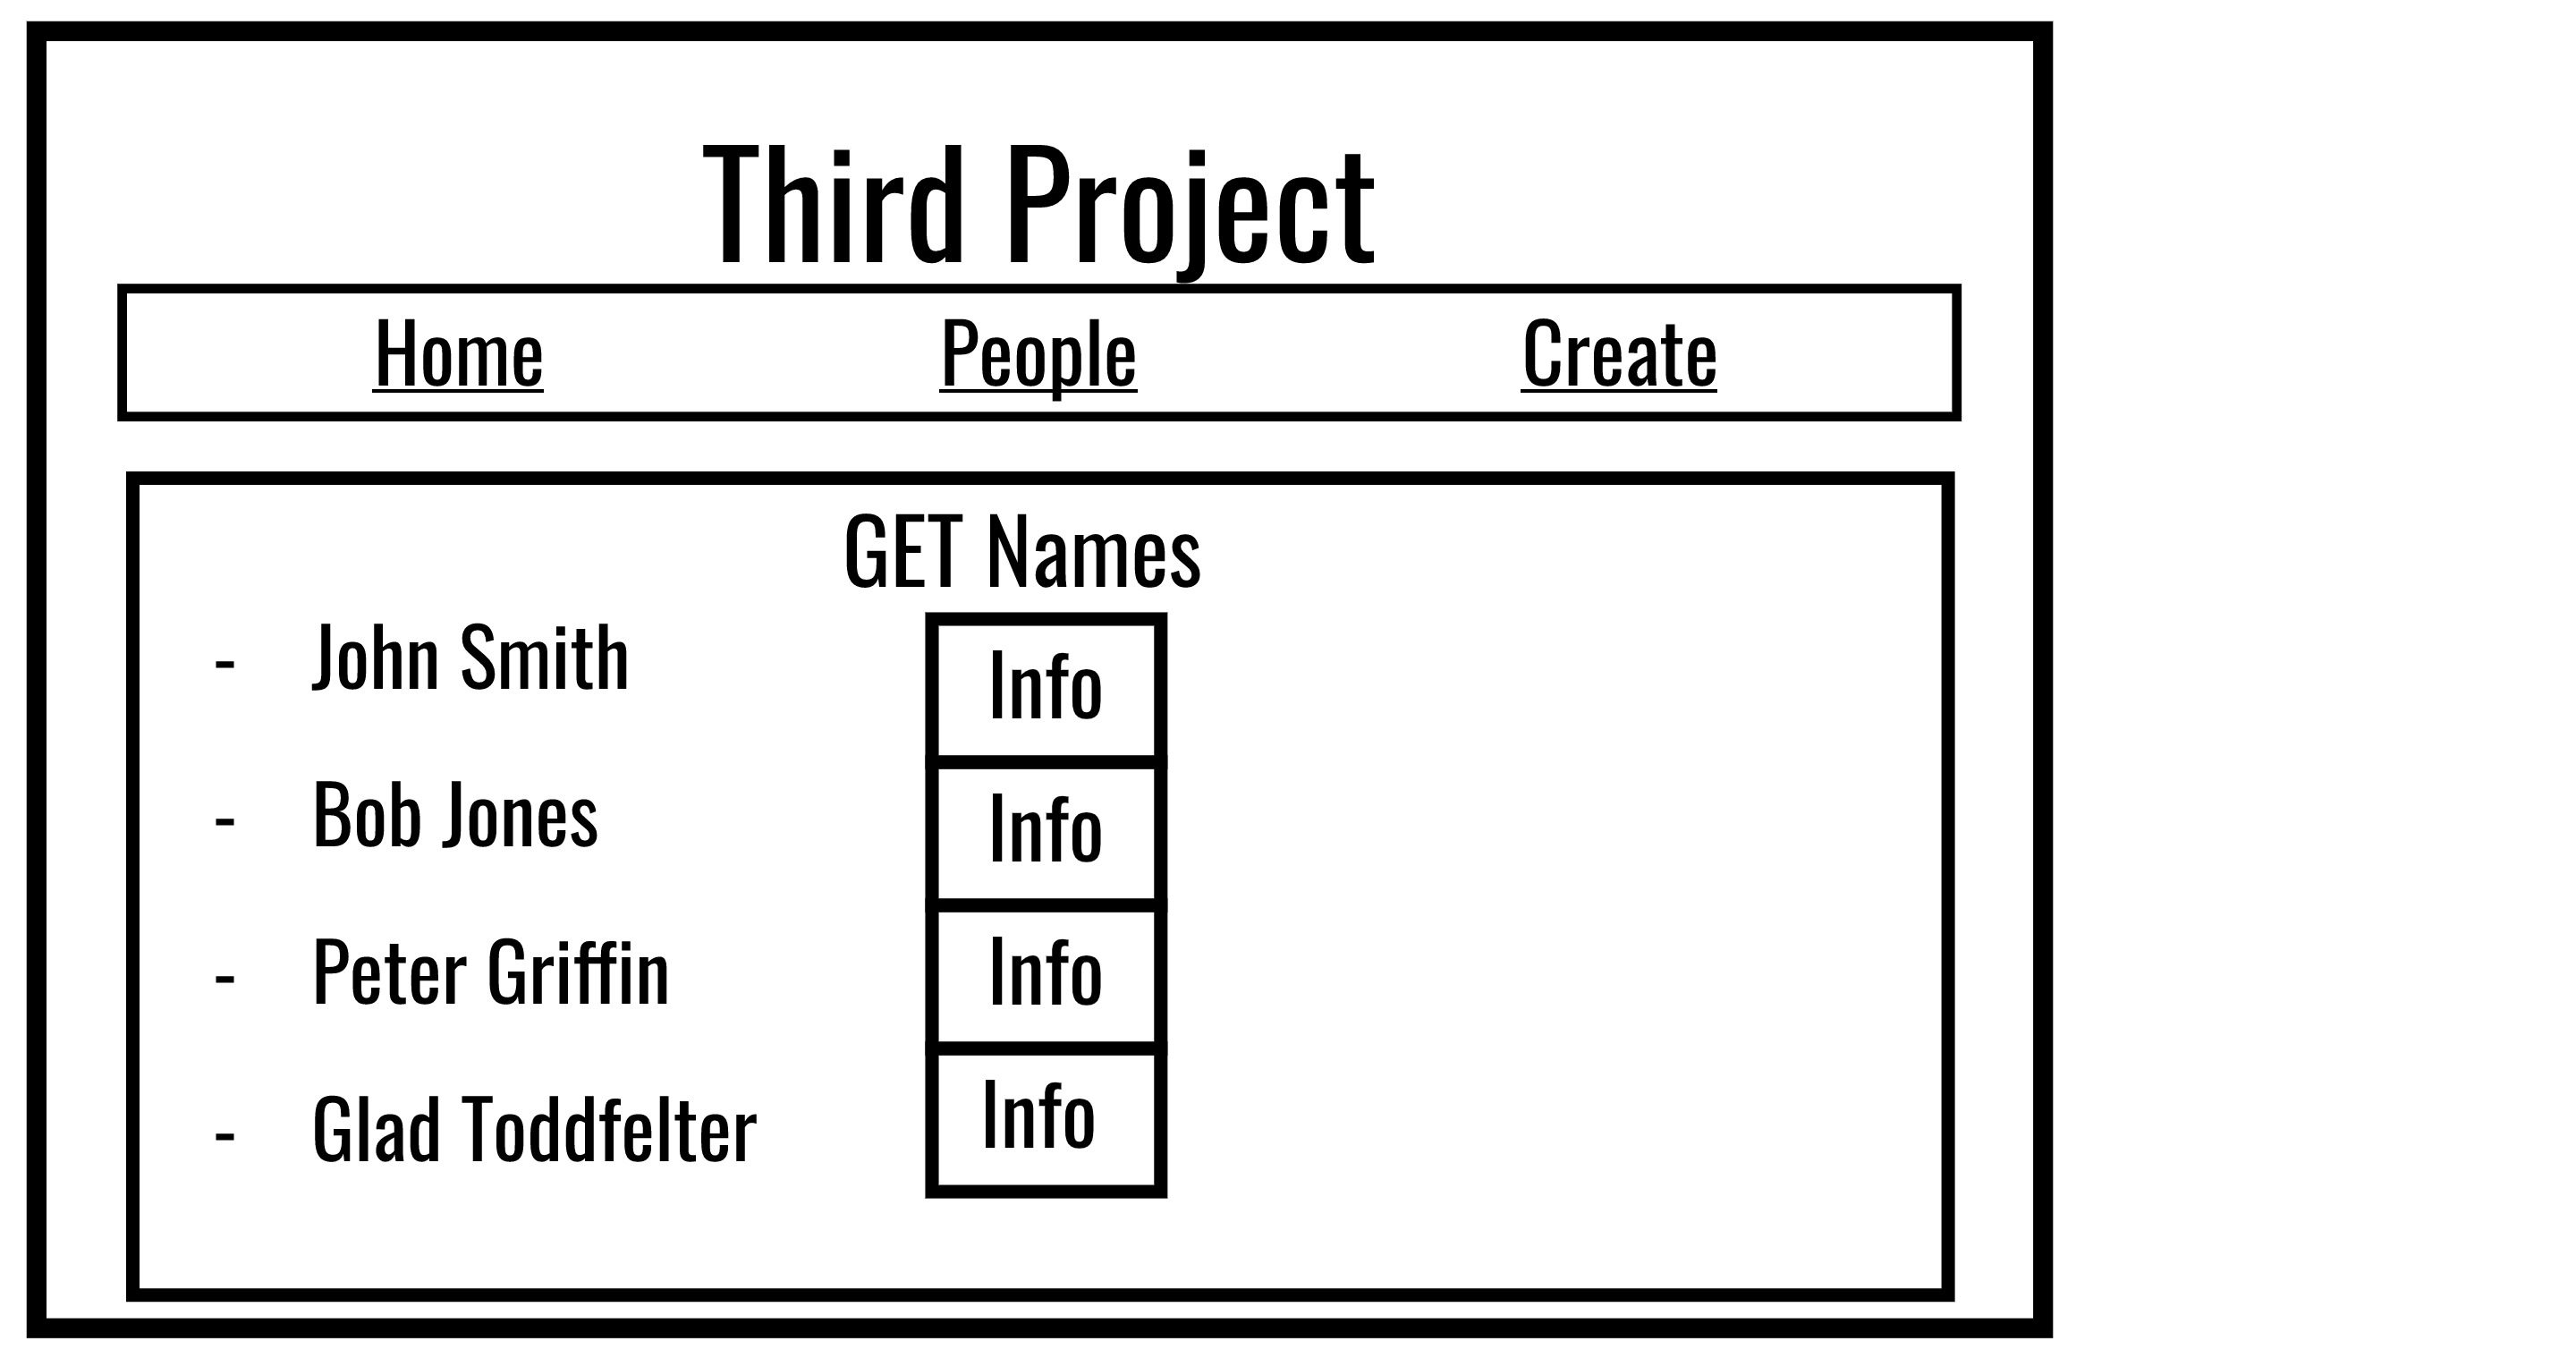 Third Project
Home People Create
GET Names
- John Smith Info
- Bob Jones Info
- Peter Griffin Info
- Glad Toddfelter Info